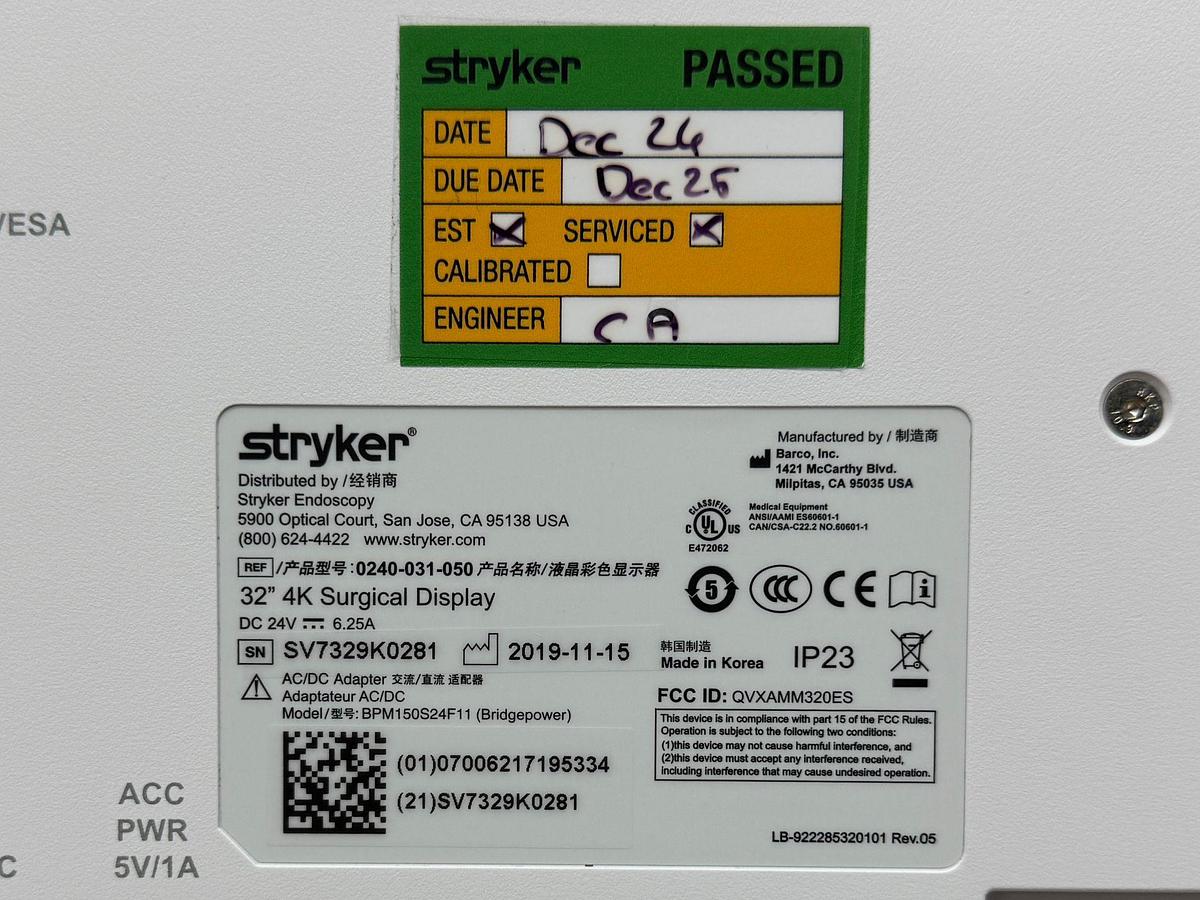 stryker PASSED
DATE Dec 24
DUE DATE Dec 25
EST SERVICED
CALIBRATED
ENGINEER CA
VESA
stryker®
Distributed by /经销商
Stryker Endoscopy
5900 Optical Court, San Jose, CA 95138 USA
(800) 624-4422 www.stryker.com
REF /产品型号:0240-031-050 产品名称/液晶彩色显示器
32” 4K Surgical Display
DC 24V 6.25A
SN SV7329K0281 2019-11-15
AC/DC Adapter 交流/直流 适配器
Adaptateur AC/DC
Model/型号: BPM150S24F11 (Bridgepower)
(01)07006217195334
(21)SV7329K0281
Manufactured by / 制造商
Barco, Inc.
1421 McCarthy Blvd.
Milpitas, CA 95035 USA
CLASSIFIED
C UL US
E472062
Medical Equipment
ANSI/AAMI ES60601-1
CAN/CSA-C22.2 NO.60601-1
5 CCC CE i
韩国制造
Made in Korea IP23
FCC ID: QVXAMM320ES
This device is in compliance with part 15 of the FCC Rules.
Operation is subject to the following two conditions:
(1)this device may not cause harmful interference, and
(2)this device must accept any interference received,
including interference that may cause undesired operation.
LB-922285320101 Rev.05
ACC
PWR
5V/1A
C